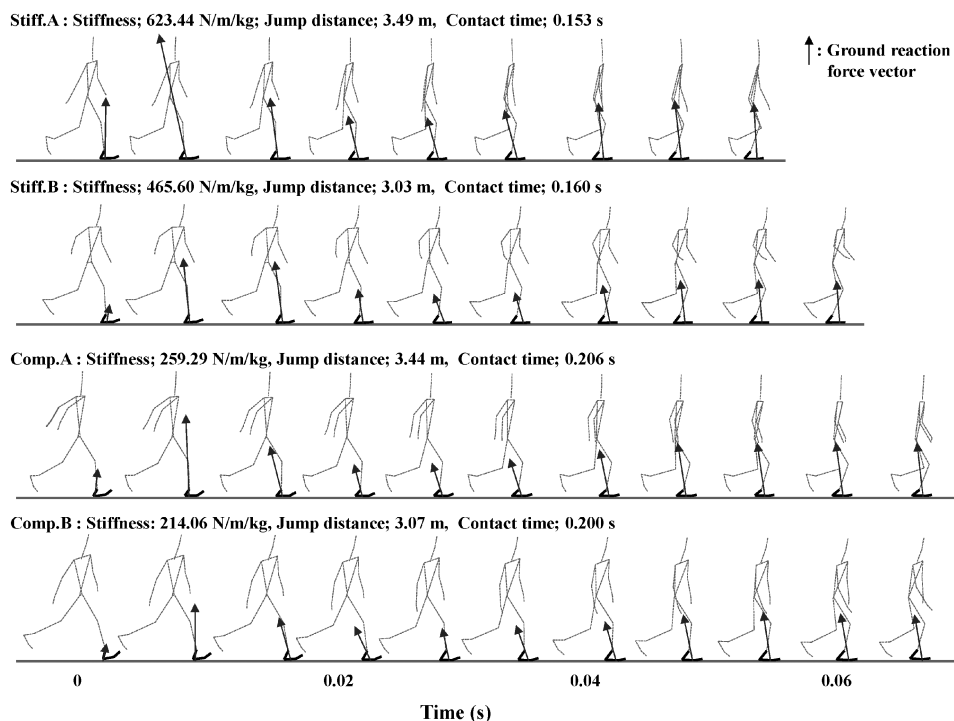 Stiff.A : Stiffness; 623.44 N/m/kg; Jump distance; 3.49 m, Contact time; 0.153 s
: Ground reaction
force vector
Stiff.B : Stiffness; 465.60 N/m/kg, Jump distance; 3.03 m, Contact time; 0.160 s
Comp.A : Stiffness; 259.29 N/m/kg, Jump distance; 3.44 m, Contact time; 0.206 s
Comp.B : Stiffness: 214.06 N/m/kg, Jump distance; 3.07 m, Contact time; 0.200 s
0 0.02 0.04 0.06
Time (s)